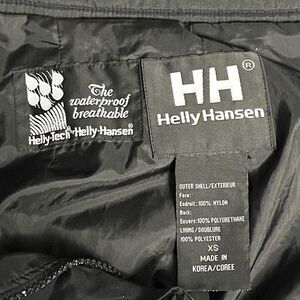 The
waterproof
breathable
Helly-Tech® by Helly-Hansen
HH®
Helly Hansen
OUTER SHELL/EXTERIEUR
Face:
Endroit:100% NYLON
Back:
Envers:100% POLYURETHANE
LINING/DOUBLURE
100% POLYESTER
XS
MADE IN
KOREA/COREE